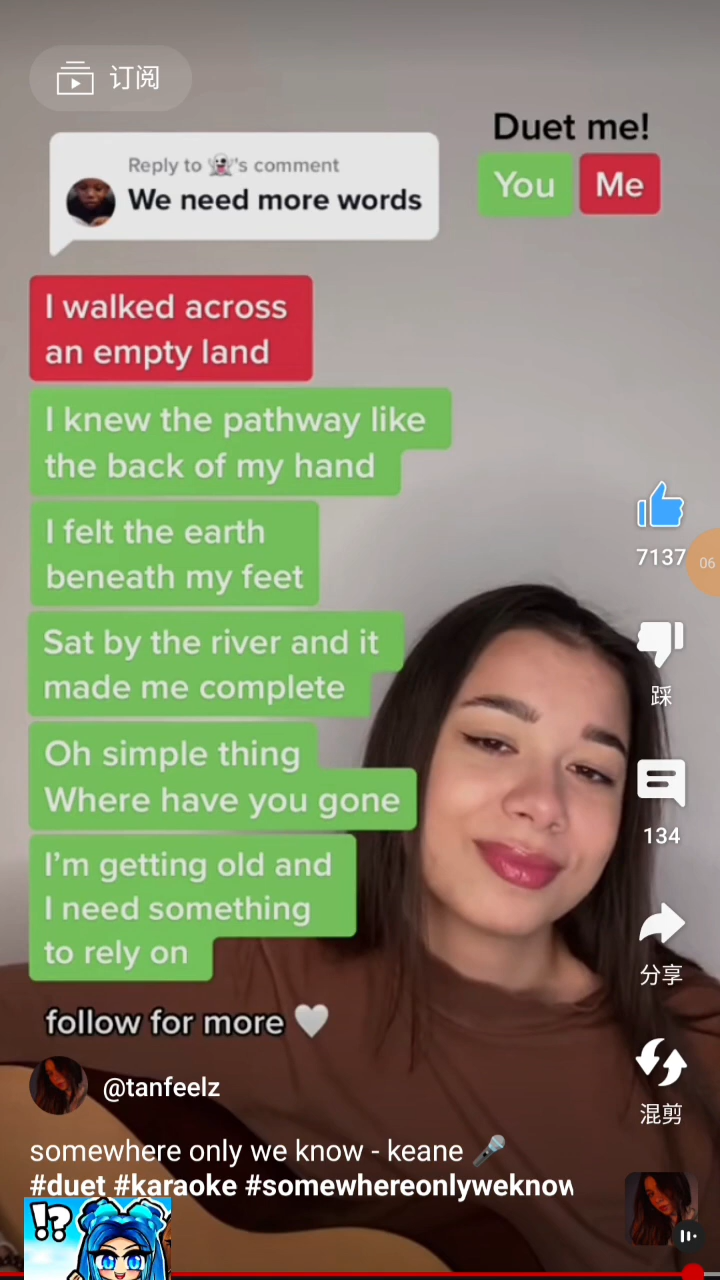 订阅
Duet me!
Reply to 👻's comment
We need more words
You
Me
I walked across
an empty land
I knew the pathway like
the back of my hand
I felt the earth
beneath my feet
Sat by the river and it
made me complete
Oh simple thing
Where have you gone
I'm getting old and
I need something
to rely on
7137
06
踩
134
分享
混剪
follow for more 🤍
@tanfeelz
somewhere only we know - keane 🎤
#duet #karaoke #somewhereonlyweknow
!?